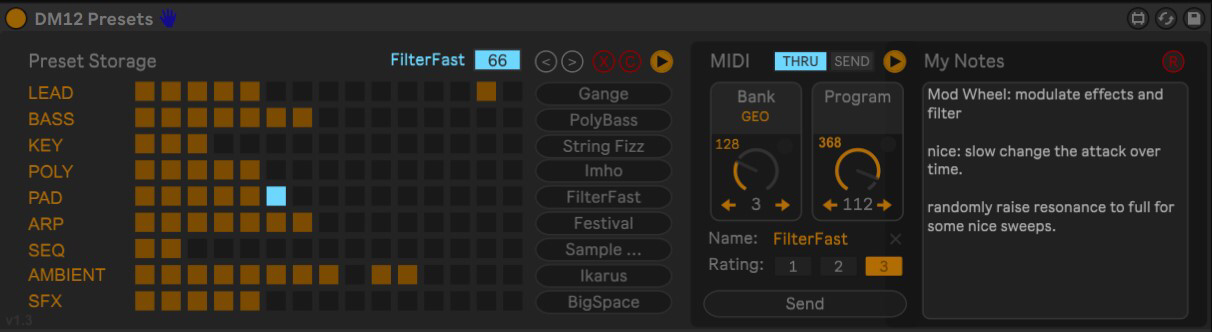 DM12 Presets
Preset Storage
FilterFast 66 < > X C
LEAD Gange
BASS PolyBass
KEY String Fizz
POLY Imho
PAD FilterFast
ARP Festival
SEQ Sample ...
AMBIENT Ikarus
SFX BigSpace
v1.3
MIDI THRU SEND
Bank
GEO
128
3
Program
368
112
Name: FilterFast ×
Rating: 1 2 3
Send
My Notes R
Mod Wheel: modulate effects and
filter
nice: slow change the attack over
time.
randomly raise resonance to full for
some nice sweeps.